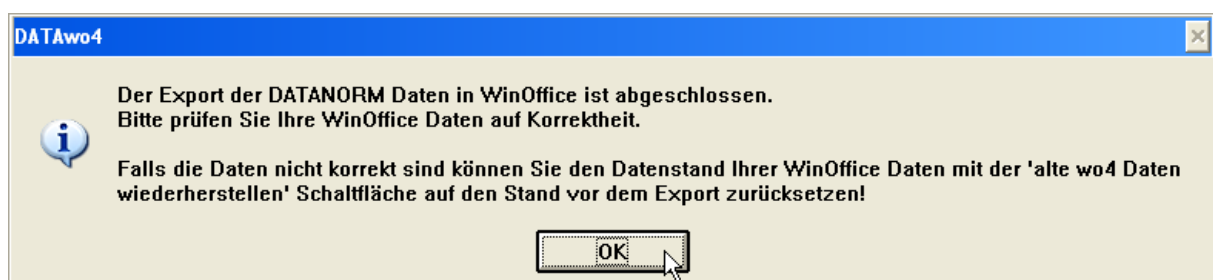 DATAwo4
Der Export der DATANORM Daten in WinOffice ist abgeschlossen.
Bitte prüfen Sie Ihre WinOffice Daten auf Korrektheit.
Falls die Daten nicht korrekt sind können Sie den Datenstand Ihrer WinOffice Daten mit der 'alte wo4 Daten
wiederherstellen' Schaltfläche auf den Stand vor dem Export zurücksetzen!
OK